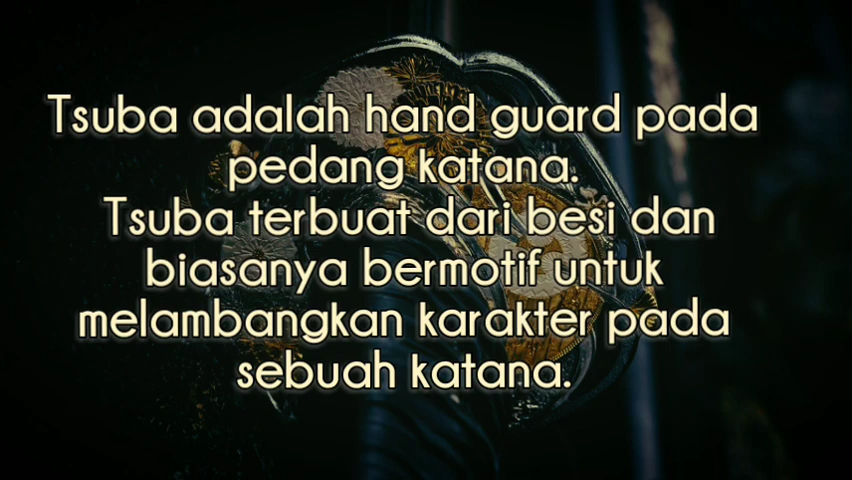 Tsuba adalah hand guard pada
pedang katana.
Tsuba terbuat dari besi dan
biasanya bermotif untuk
melambangkan karakter pada
sebuah katana.